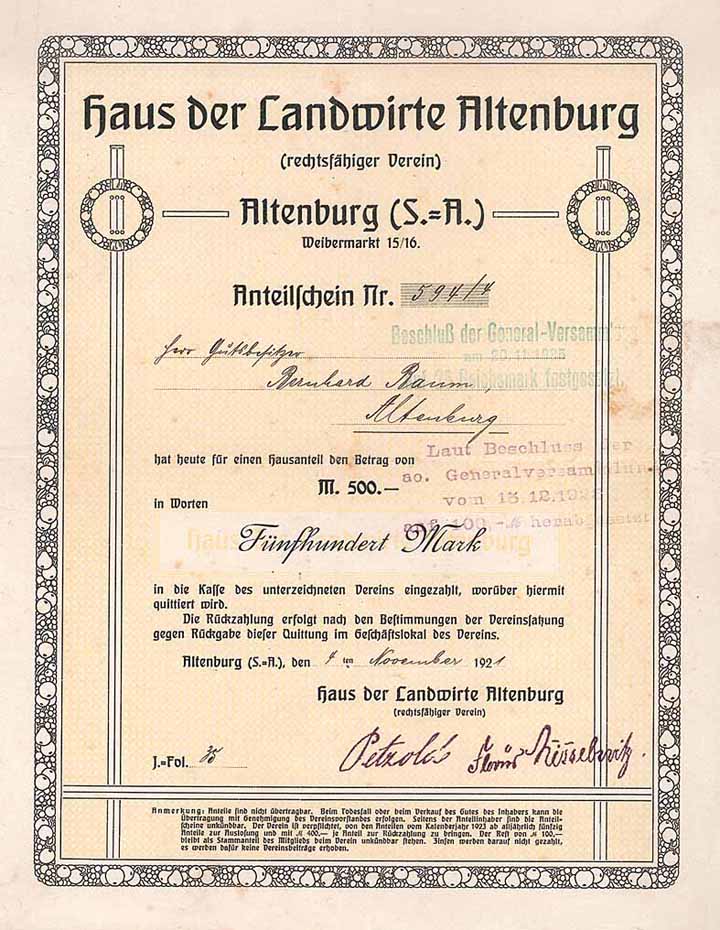 Haus der Landwirte Altenburg
(rechtsfähiger Verein)
Altenburg (S.=A.)
Weibermarkt 15/16.
Anteilschein Nr. 594/4
Beschluß der General-Versammlung
am 20.11.1925
25 Reichsmark festgesetzt.
Herr Gutsbesitzer
Bernhard Baum,
Altenburg
hat heute für einen Hausanteil den Betrag von
Laut Beschluss der
ao. Generalversammlung
M. 500.—
vom 15.12.192
in Worten
auf 100,- M herabgesetzt
Fünfhundert Mark
in die Kasse des unterzeichneten Vereins eingezahlt, worüber hiermit
quittiert wird.
Die Rückzahlung erfolgt nach den Bestimmungen der Vereinssatzung
gegen Rückgabe dieser Quittung im Geschäftslokal des Vereins.
Altenburg (S.=A.), den 4 ten November 1921
Haus der Landwirte Altenburg
(rechtsfähiger Verein)
J.=Fol. 35
Petzold
Anmerkung: Anteile sind nicht übertragbar. Beim Todesfall oder beim Verkauf des Gutes des Inhabers kann die
Übertragung mit Genehmigung des Vereinsvorstandes erfolgen. Seitens der Anteilinhaber sind die Anteil-
scheine unkündbar. Der Verein ist verpflichtet, von den Anteilen vom Kalenderjahr 1923 ab alljährlich fünfzig
Anteile zur Auslosung und mit M 400.— je Anteil zur Rückzahlung zu bringen. Der Rest von M 100.—
bleibt als Stammanteil des Mitglieds beim Verein unkündbar stehen. Zinsen werden darauf nicht gezahlt,
es werden dafür keine Vereinsbeiträge erhoben.